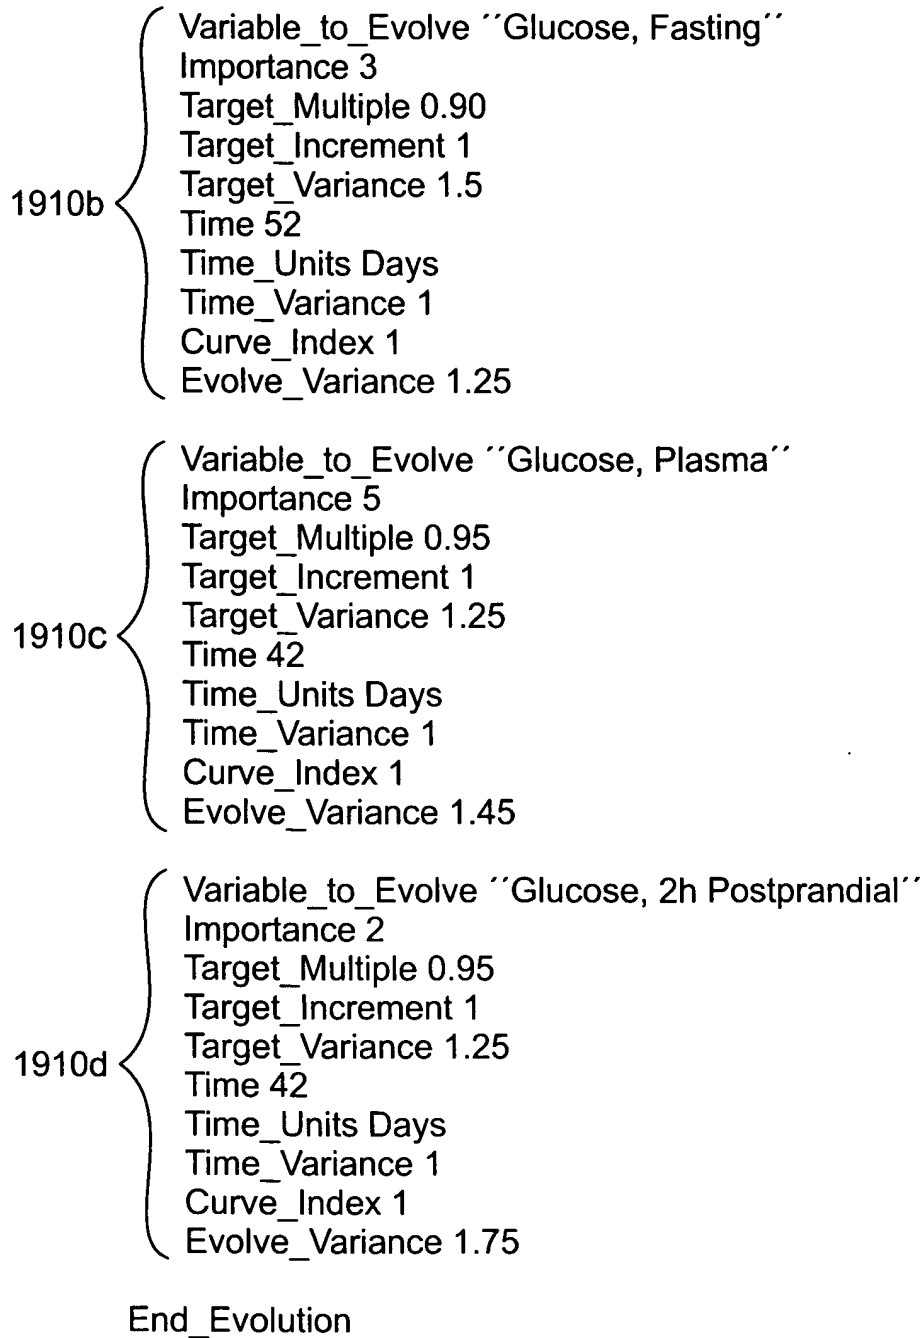 Variable_to_Evolve ´´Glucose, Fasting´´
Importance 3
Target_Multiple 0.90
Target_Increment 1
Target_Variance 1.5
1910b
Time 52
Time_Units Days
Time_Variance 1
Curve_Index 1
Evolve_Variance 1.25
Variable_to_Evolve ´´Glucose, Plasma´´
Importance 5
Target_Multiple 0.95
Target_Increment 1
Target_Variance 1.25
1910c
Time 42
Time_Units Days
Time_Variance 1
Curve_Index 1
Evolve_Variance 1.45
Variable_to_Evolve ´´Glucose, 2h Postprandial´´
Importance 2
Target_Multiple 0.95
Target_Increment 1
Target_Variance 1.25
1910d
Time 42
Time_Units Days
Time_Variance 1
Curve_Index 1
Evolve_Variance 1.75
End_Evolution